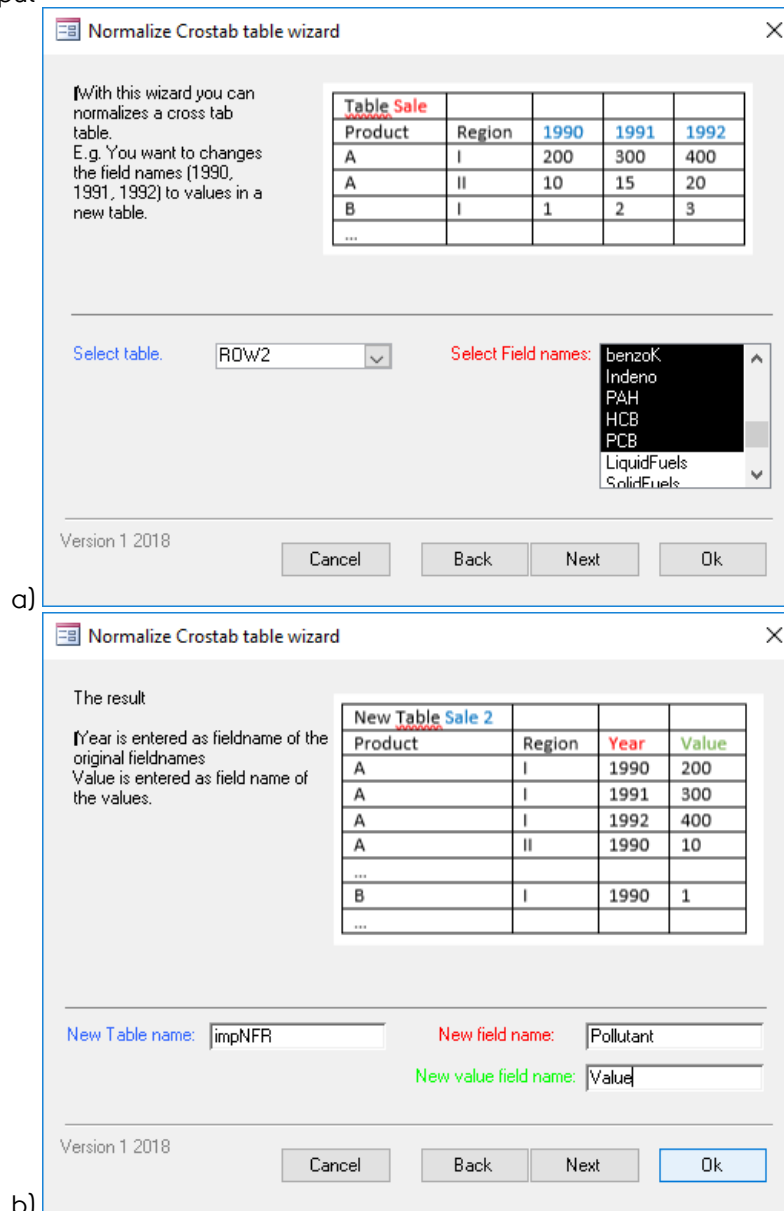 Normalize Crostab table wizard
With this wizard you can
normalizes a cross tab
table.
E.g. You want to changes
the field names (1990,
1991, 1992) to values in a
new table.
Table Sale
Product Region 1990 1991 1992
A I 200 300 400
A II 10 15 20
B I 1 2 3
...
Select table. ROW2 Select Field names: benzoK
Indeno
PAH
HCB
PCB
LiquidFuels
SolidFuels
Version 1 2018
Cancel Back Next Ok
a)
Normalize Crostab table wizard
The result
Year is entered as fieldname of the
original fieldnames
Value is entered as field name of
the values.
New Table Sale 2
Product Region Year Value
A I 1990 200
A I 1991 300
A I 1992 400
A II 1990 10
...
B I 1990 1
...
New Table name: impNFR New field name: Pollutant
New value field name: Value
Version 1 2018
Cancel Back Next Ok
b)